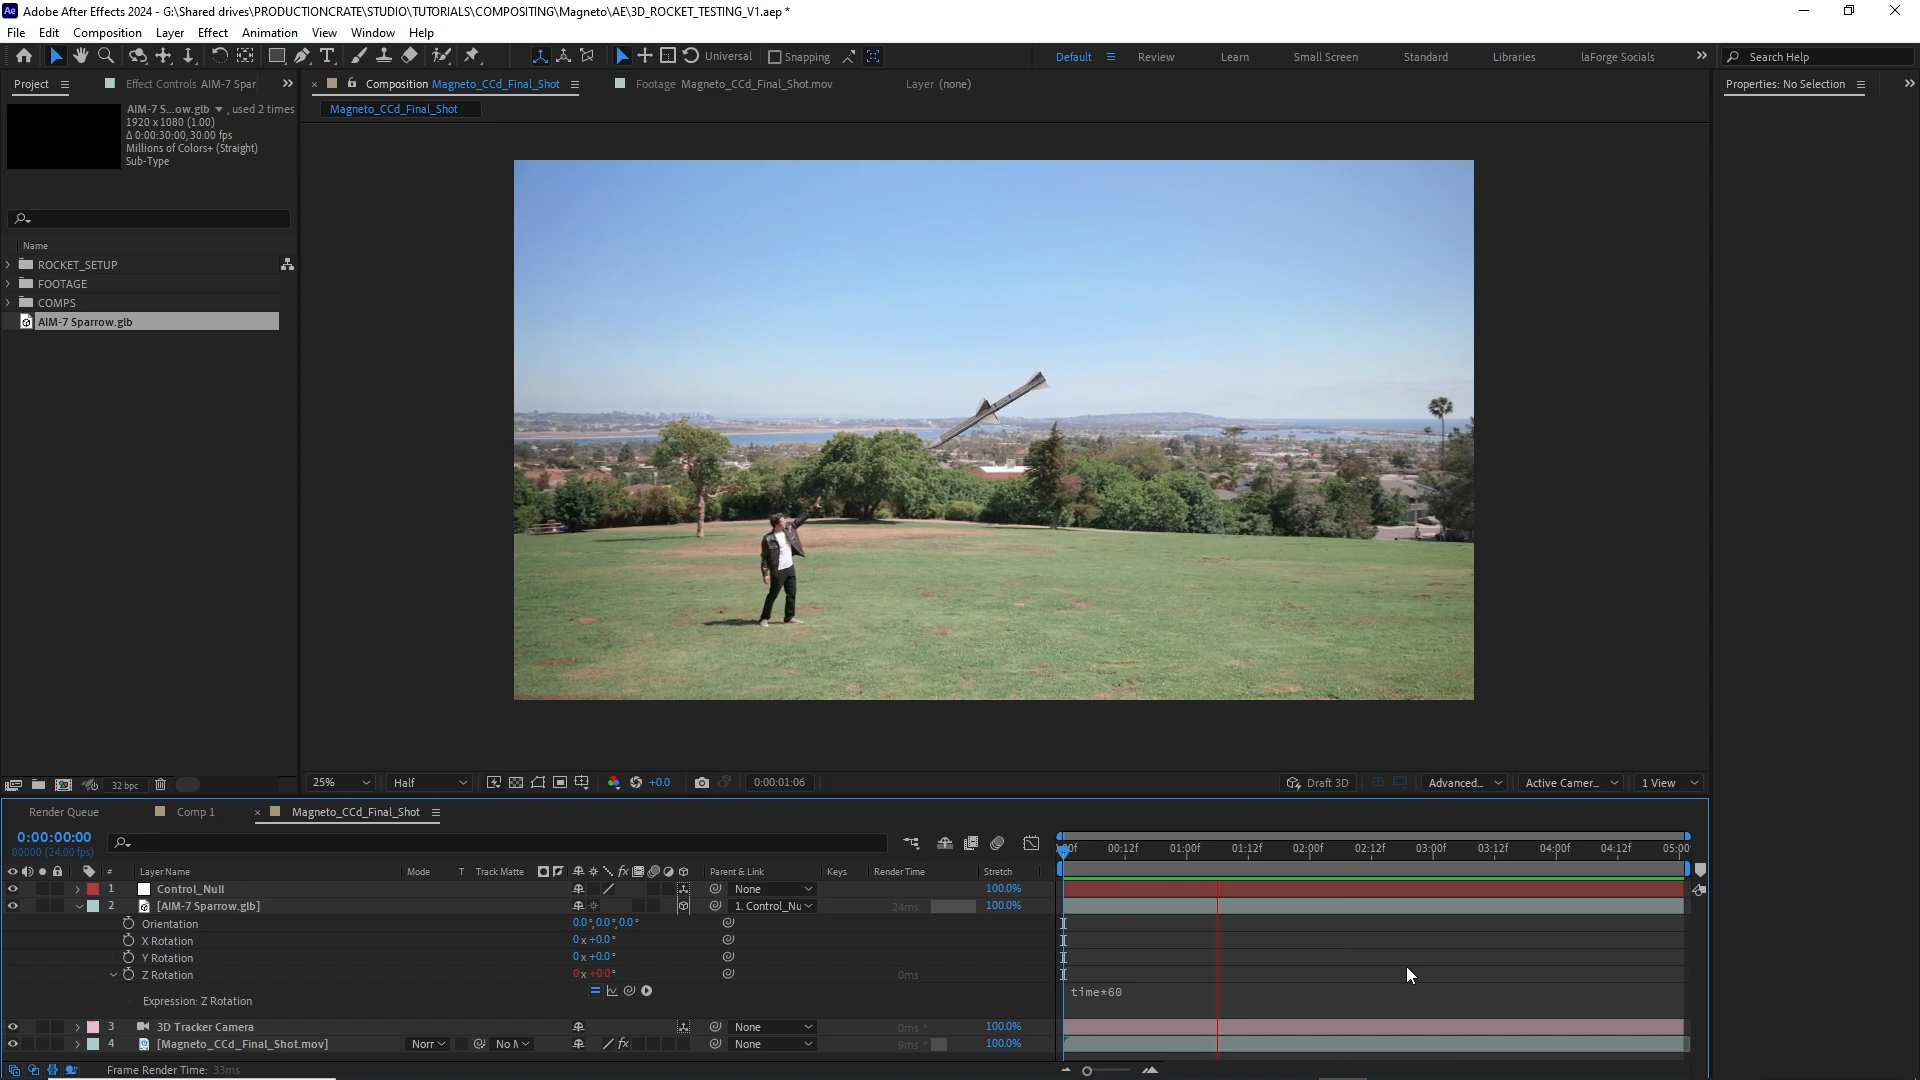 Ae Adobe After Effects 2024 - G:\Shared drives\PRODUCTIONCRATE\STUDIO\TUTORIALS\COMPOSITING\Magneto\AE\3D_ROCKET_TESTING_V1.aep *
File Edit Composition Layer Effect Animation View Window Help
Universal Snapping Default Review Learn Small Screen Standard Libraries laForge Socials Search Help
Project Effect Controls AIM-7 Spar Composition Magneto_CCd_Final_Shot Footage Magneto_CCd_Final_Shot.mov Layer (none) Properties: No Selection
Magneto_CCd_Final_Shot
AIM-7 S...ow.glb , used 2 times
1920 x 1080 (1.00)
Δ 0:00:30:00, 30.00 fps
Millions of Colors+ (Straight)
Sub-Type
Name
ROCKET_SETUP
FOOTAGE
COMPS
AIM-7 Sparrow.glb
32 bpc 25% Half +0.0 0:00:01:06 Draft 3D Advanced... Active Camer... 1 View
Render Queue Comp 1 Magneto_CCd_Final_Shot
0:00:00:00
00000 (24.00 fps)
:00f 00:12f 01:00f 01:12f 02:00f 02:12f 03:00f 03:12f 04:00f 04:12f 05:00
# Layer Name Mode T Track Matte fx Parent & Link Keys Render Time Stretch
1 Control_Null None 100.0%
2 [AIM-7 Sparrow.glb] 1. Control_Nu 24ms 100.0%
Orientation 0.0°, 0.0°, 0.0°
X Rotation 0x+0.0°
Y Rotation 0x+0.0°
Z Rotation 0x+0.0° 0ms
Expression: Z Rotation time*60
3 3D Tracker Camera None 0ms * 100.0%
4 [Magneto_CCd_Final_Shot.mov] Norr No M fx None 9ms * 100.0%
Frame Render Time: 33ms